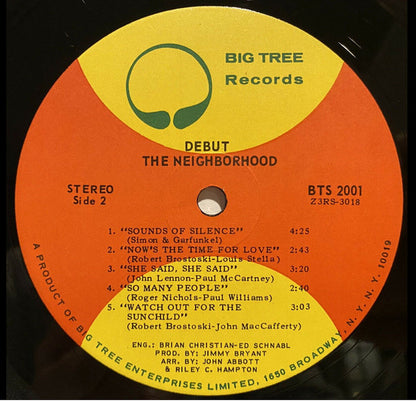 BIG TREE
Records
DEBUT
THE NEIGHBORHOOD
STEREO
Side 2
BTS 2001
Z3RS-3018
1. "SOUNDS OF SILENCE" 4:25
(Simon & Garfunkel)
2. "NOW'S THE TIME FOR LOVE" 2:43
(Robert Brostoski-Louis Stella)
3. "SHE SAID, SHE SAID" 3:20
(John Lennon-Paul McCartney)
4. "SO MANY PEOPLE" 2:40
(Roger Nichols-Paul Williams)
5. "WATCH OUT FOR THE
SUNCHILD" 3:03
(Robert Brostoski-John MacCafferty)
ENG.: BRIAN CHRISTIAN-ED SCHNABL
PROD. BY: JIMMY BRYANT
ARR. BY: JOHN ABBOTT
& RILEY C. HAMPTON
A PRODUCT OF BIG TREE ENTERPRISES LIMITED, 1650 BROADWAY, N. Y. N. Y. 10019